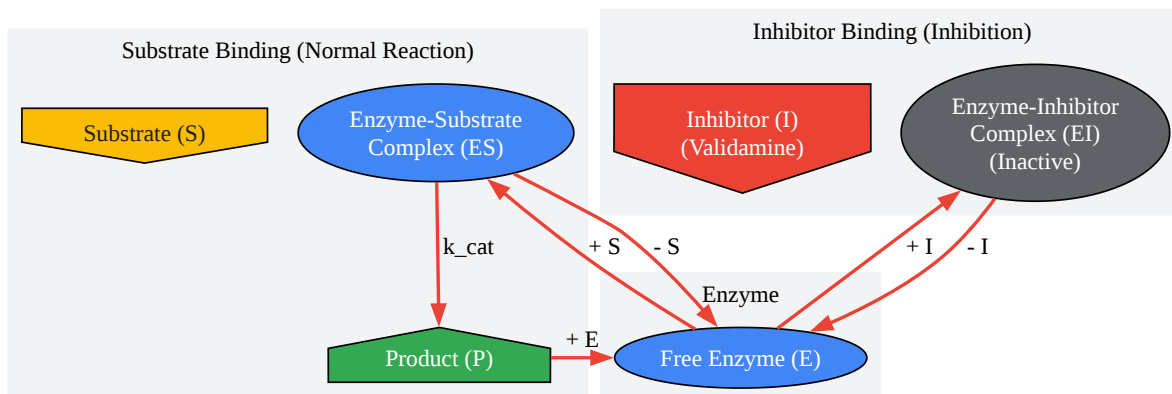 Substrate Binding (Normal Reaction)
Substrate (S)
Enzyme-Substrate
Complex (ES)
k_cat
Product (P)
+ E
+ S
- S
Inhibitor Binding (Inhibition)
Inhibitor (I)
(Validamine)
Enzyme-Inhibitor
Complex (EI)
(Inactive)
+ I
- I
Enzyme
Free Enzyme (E)